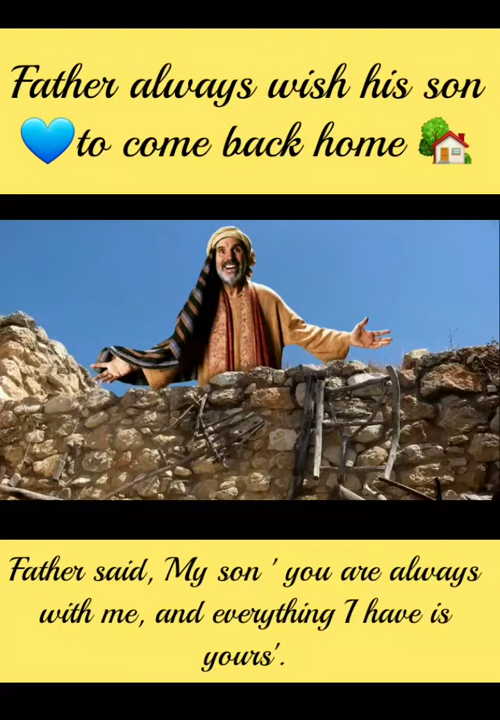 Father always wish his son
💙to come back home 🏡
Father said, 'My son ' you are always
with me, and everything I have is
yours'.